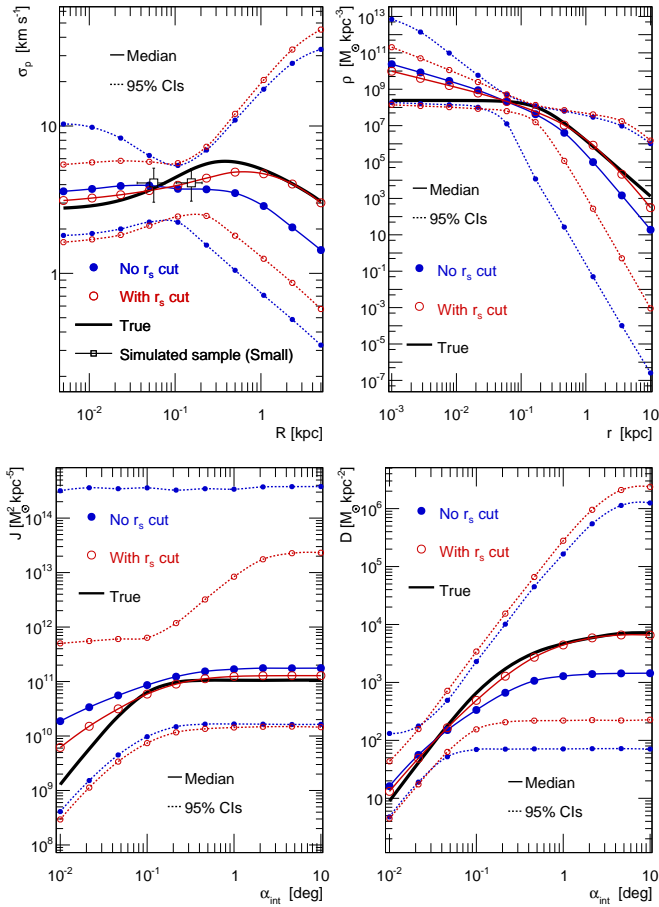 σp [km s-1]
10
1
Median
95% CIs
No rs cut
With rs cut
True
Simulated sample (Small)
10-2 10-1 1
R [kpc]
ρ [M⊙ kpc-3]
1013
1011
109
107
105
103
10
10-1
10-3
10-5
10-7
Median
95% CIs
No rs cut
With rs cut
True
10-3 10-2 10-1 1 10
r [kpc]
J [M2⊙ kpc-5]
1014
1013
1012
1011
1010
109
108
No rs cut
With rs cut
True
Median
95% CIs
10-2 10-1 1 10
αint [deg]
D [M⊙ kpc-2]
106
105
104
103
102
10
1
No rs cut
With rs cut
True
Median
95% CIs
10-2 10-1 1 10
αint [deg]